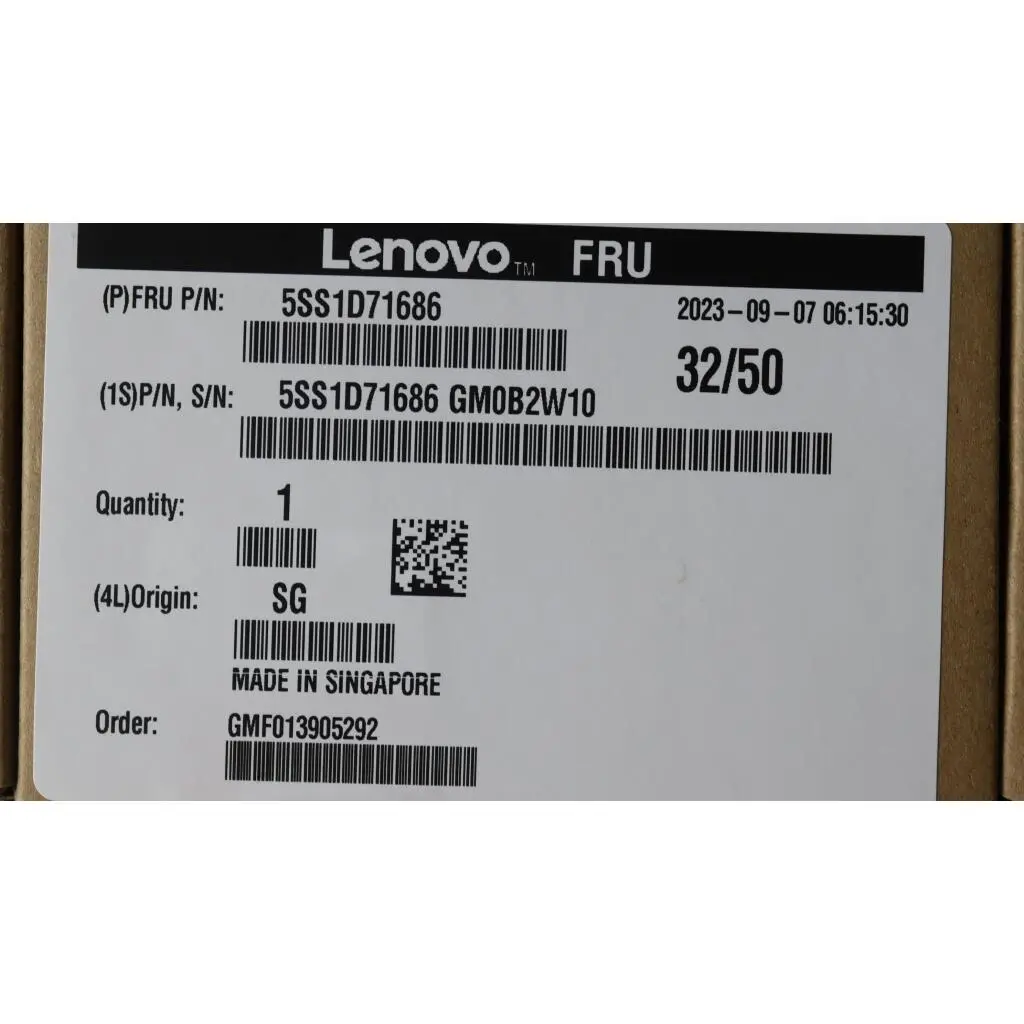 Lenovo™ FRU
(P)FRU P/N: 5SS1D71686 2023-09-07 06:15:30
32/50
(1S)P/N, S/N: 5SS1D71686 GM0B2W10
Quantity: 1
(4L)Origin: SG
MADE IN SINGAPORE
Order: GMF013905292